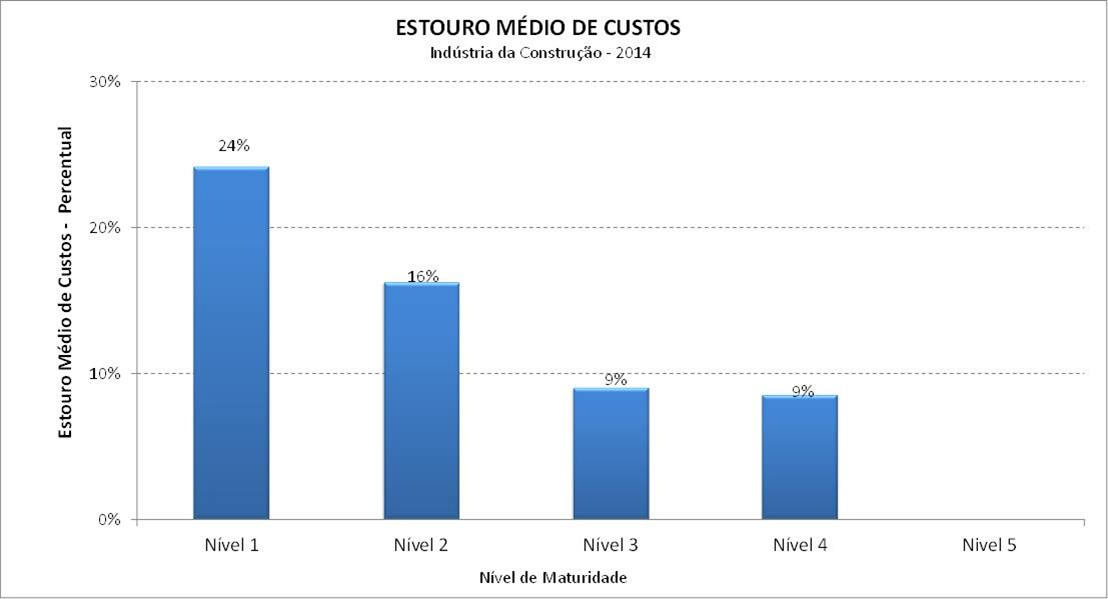 ESTOURO MÉDIO DE CUSTOS
Indústria da Construção - 2014
Estouro Médio de Custos - Percentual
30%
20%
10%
0%
24%
16%
9%
9%
Nível 1
Nível 2
Nível 3
Nível 4
Nível 5
Nível de Maturidade